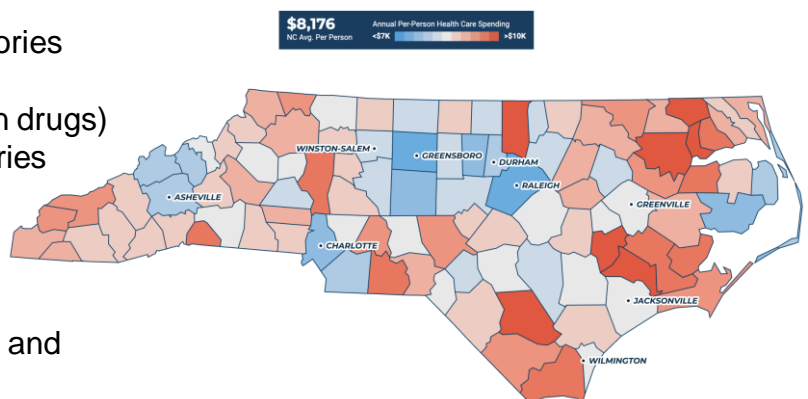 ories
n drugs)
ries
and
$8,176
NC Avg. Per Person
Annual Per-Person Health Care Spending
<$7K
>$10K
WINSTON-SALEM
GREENSBORO
DURHAM
RALEIGH
ASHEVILLE
GREENVILLE
CHARLOTTE
JACKSONVILLE
WILMINGTON